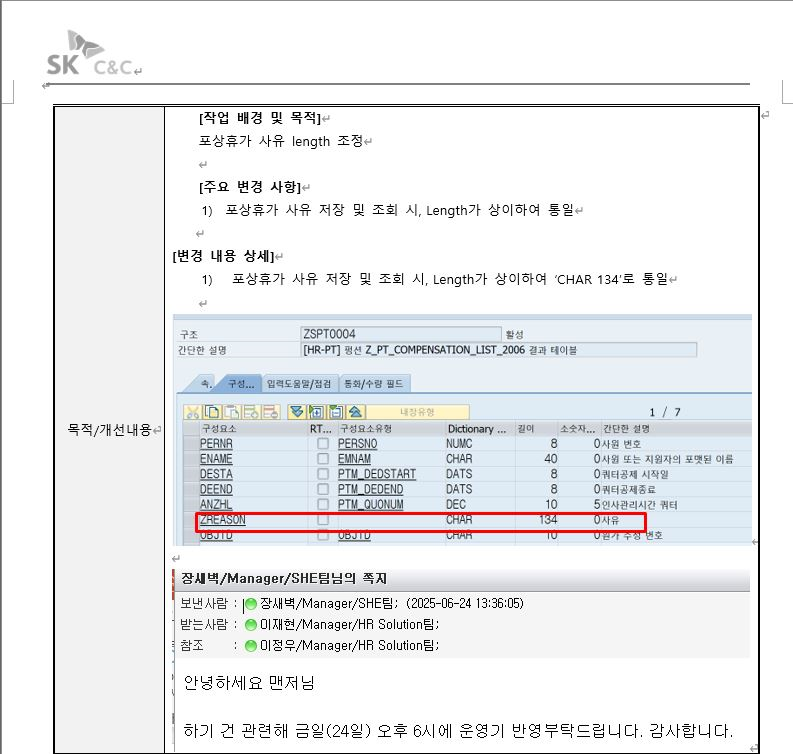 SK C&C
[작업 배경 및 목적]
포상휴가 사유 length 조정
[주요 변경 사항]
1) 포상휴가 사유 저장 및 조회 시, Length가 상이하여 통일
[변경 내용 상세]
1) 포상휴가 사유 저장 및 조회 시, Length가 상이하여 ‘CHAR 134’로 통일
목적/개선내용
구조 ZSPT0004 활성
간단한 설명 [HR-PT] 평션 Z_PT_COMPENSATION_LIST_2006 결과 테이블
속. 구성... 입력도움말/점검 통화/수량 필드
내장유형 1 / 7
구성요소 RT... 구성요소유형 Dictionary ... 길이 소숫자... 간단한 설명
PERNR PERSNO NUMC 8 0 사원 번호
ENAME EMNAM CHAR 40 0 사원 또는 지원자의 포맷된 이름
DESTA PTM_DEDSTART DATS 8 0 쿼터공제 시작일
DEEND PTM_DEDEND DATS 8 0 쿼터공제종료
ANZHL PTM_QUONUM DEC 10 5 인사관리시간 쿼터
ZREASON CHAR 134 0 사유
OBJID OBJID CHAR 10 0 원가 수정 번호
장새벽/Manager/SHE팀님의 쪽지
보낸사람 : 장새벽/Manager/SHE팀; (2025-06-24 13:36:05)
받는사람 : 이재현/Manager/HR Solution팀;
참조 : 이정우/Manager/HR Solution팀;
안녕하세요 맨저님
하기 건 관련해 금일(24일) 오후 6시에 운영기 반영부탁드립니다. 감사합니다.